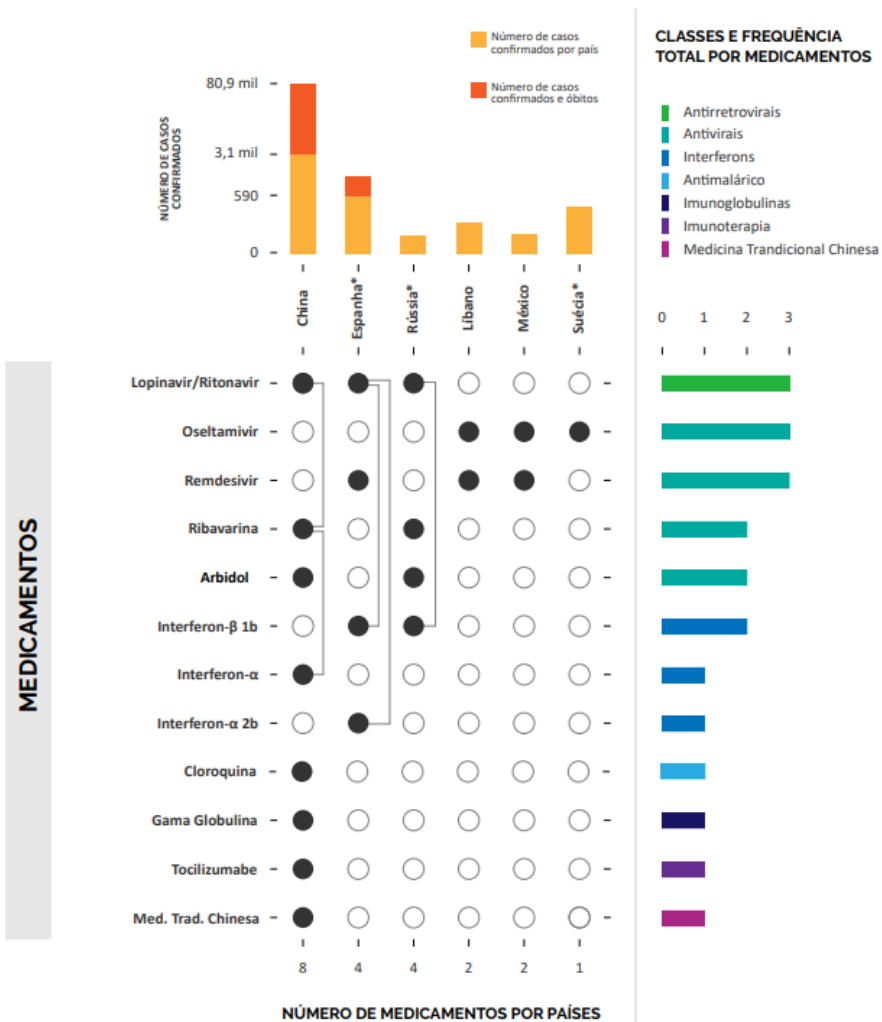 Número de casos
confirmados por país
Número de casos
confirmados e óbitos
80,9 mil
3,1 mil
590
0
NÚMERO DE CASOS
CONFIRMADOS
China
Espanha*
Rússia*
Líbano
México
Suécia*
CLASSES E FREQUÊNCIA
TOTAL POR MEDICAMENTOS
Antirretrovirais
Antivirais
Interferons
Antimalárico
Imunoglobulinas
Imunoterapia
Medicina Trandicional Chinesa
0 1 2 3
MEDICAMENTOS
Lopinavir/Ritonavir
Oseltamivir
Remdesivir
Ribavarina
Arbidol
Interferon-β 1b
Interferon-α
Interferon-α 2b
Cloroquina
Gama Globulina
Tocilizumabe
Med. Trad. Chinesa
8 4 4 2 2 1
NÚMERO DE MEDICAMENTOS POR PAÍSES